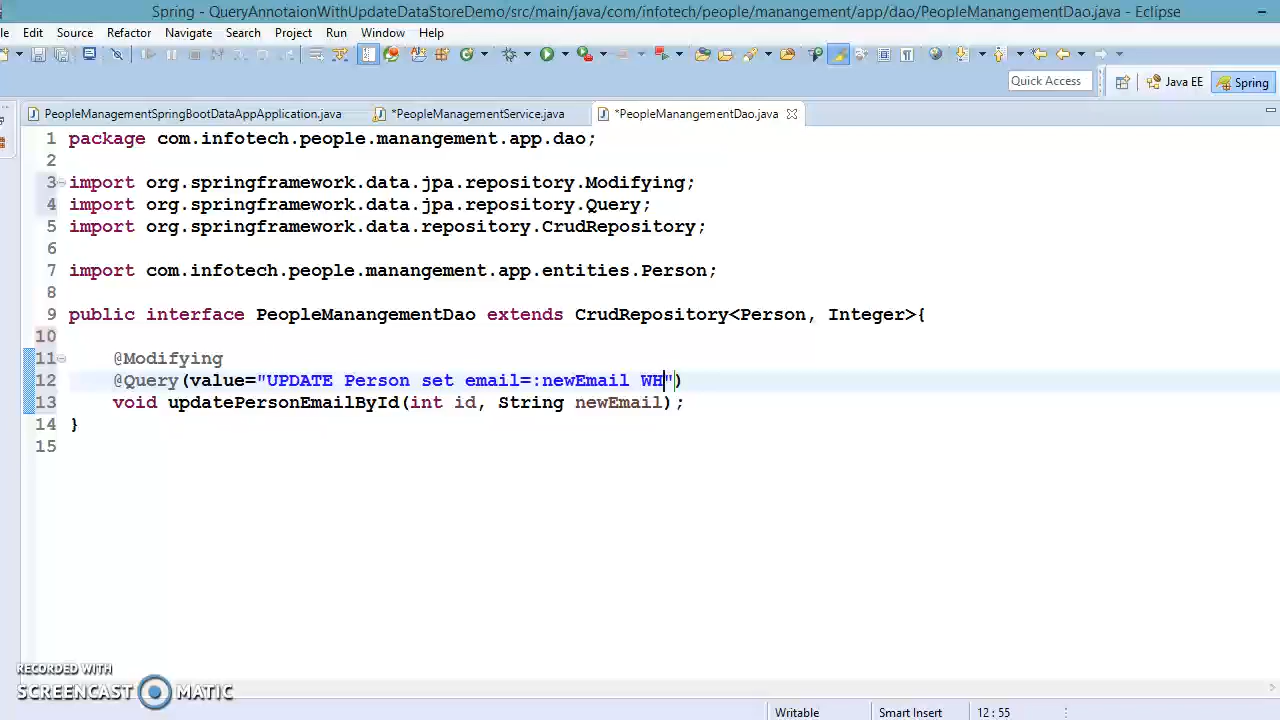 Spring - QueryAnnotaionWithUpdateDataStoreDemo/src/main/java/com/infotech/people/manangement/app/dao/PeopleManangementDao.java - Eclipse
le Edit Source Refactor Navigate Search Project Run Window Help
Quick Access
Java EE
Spring
PeopleManagementSpringBootDataAppApplication.java
*PeopleManagementService.java
*PeopleManangementDao.java
1 package com.infotech.people.manangement.app.dao;
2
3 import org.springframework.data.jpa.repository.Modifying;
4 import org.springframework.data.jpa.repository.Query;
5 import org.springframework.data.repository.CrudRepository;
6
7 import com.infotech.people.manangement.app.entities.Person;
8
9 public interface PeopleManangementDao extends CrudRepository<Person, Integer>{
10
11 @Modifying
12 @Query(value="UPDATE Person set email=:newEmail WH")
13 void updatePersonEmailById(int id, String newEmail);
14 }
15
RECORDED WITH
SCREENCAST MATIC
Writable Smart Insert 12 : 55